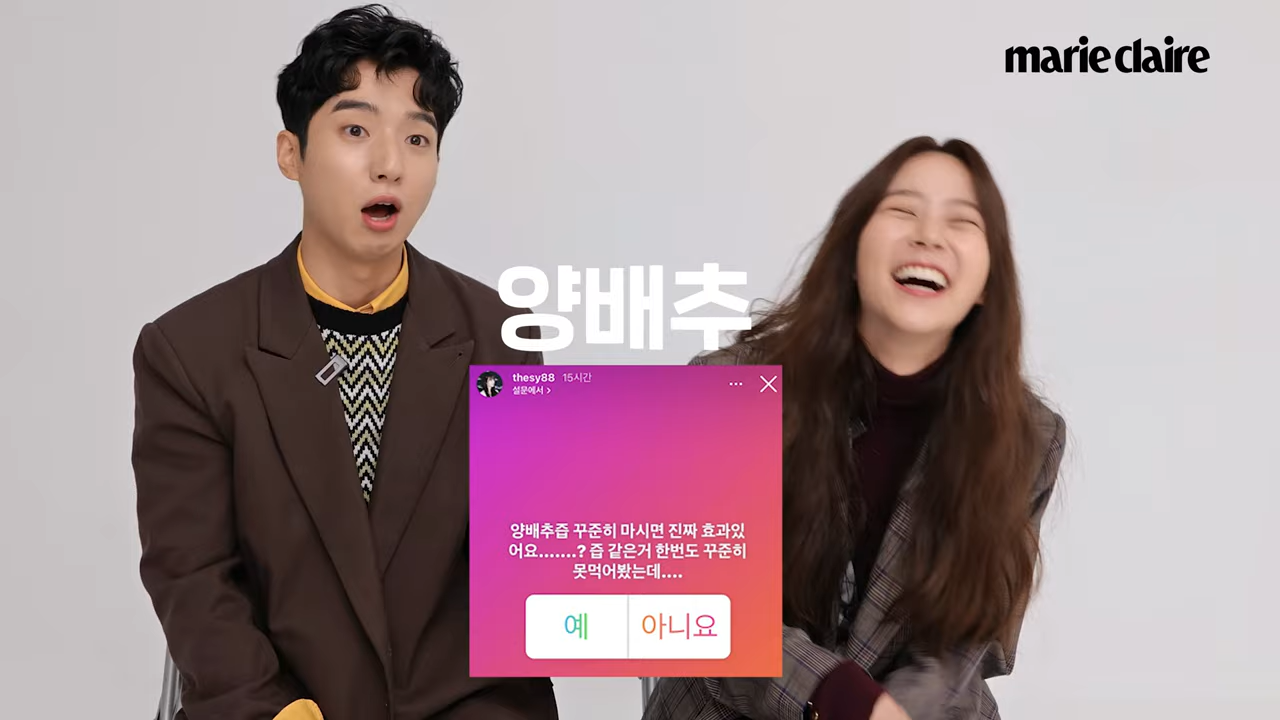 marie claire
양배추
thesy88 15시간
설문에서 >
양배추즙 꾸준히 마시면 진짜 효과있
어요.......? 즙 같은거 한번도 꾸준히
못먹어봤는데....
예 아니요